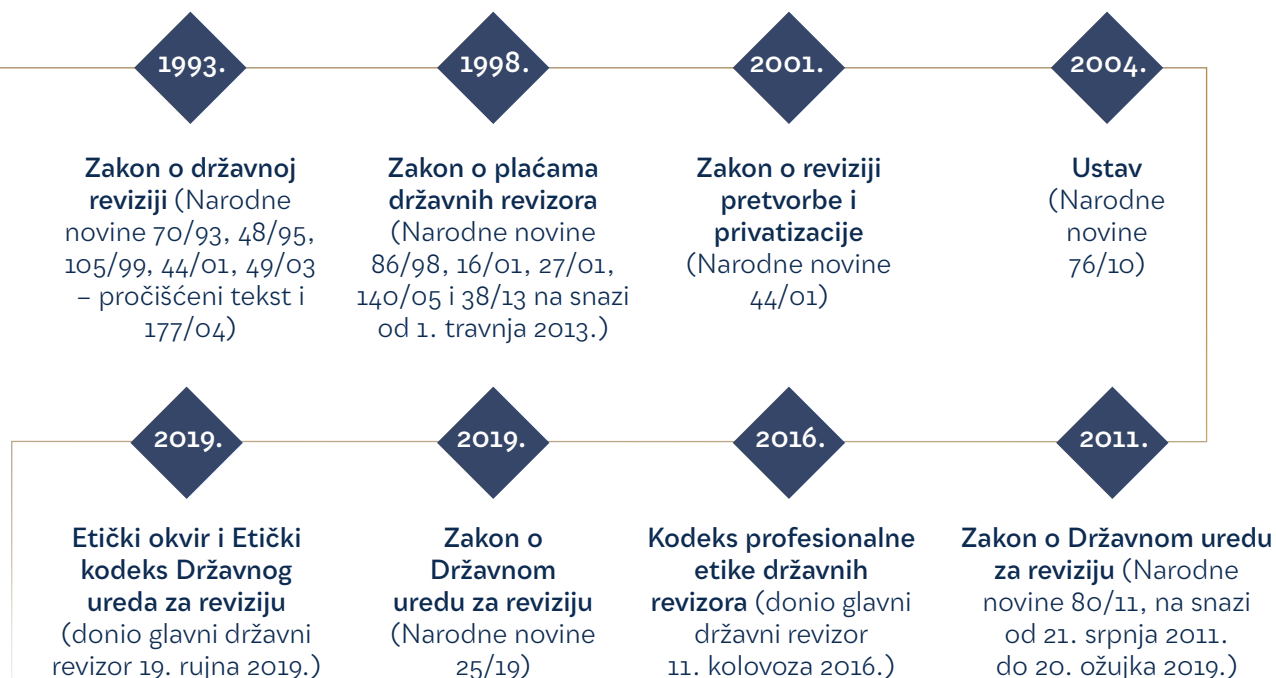 1993.
Zakon o državnoj
reviziji (Narodne
novine 70/93, 48/95,
105/99, 44/01, 49/03
– pročišćeni tekst i
177/04)
1998.
Zakon o plaćama
državnih revizora
(Narodne novine
86/98, 16/01, 27/01,
140/05 i 38/13 na snazi
od 1. travnja 2013.)
2001.
Zakon o reviziji
pretvorbe i
privatizacije
(Narodne novine
44/01)
2004.
Ustav
(Narodne
novine
76/10)
2011.
Zakon o Državnom uredu
za reviziju (Narodne
novine 80/11, na snazi
od 21. srpnja 2011.
do 20. ožujka 2019.)
2016.
Kodeks profesionalne
etike državnih
revizora (donio glavni
državni revizor
11. kolovoza 2016.)
2019.
Zakon o
Državnom
uredu za reviziju
(Narodne novine
25/19)
2019.
Etički okvir i Etički
kodeks Državnog
ureda za reviziju
(donio glavni državni
revizor 19. rujna 2019.)